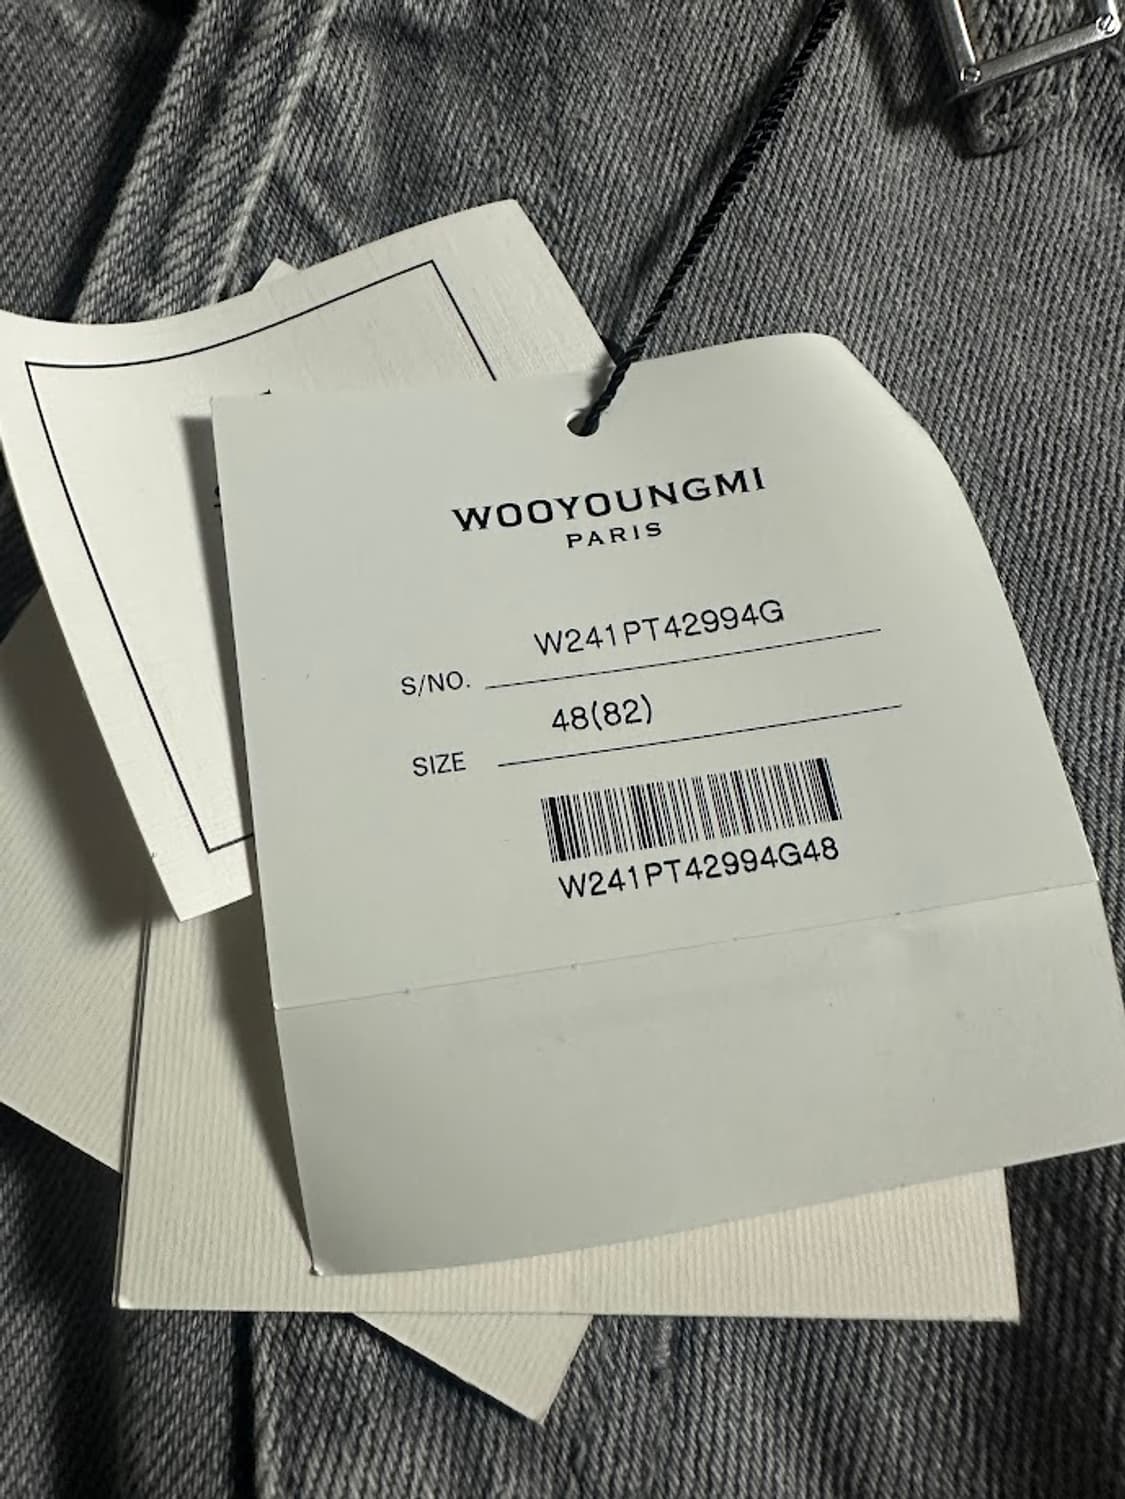 WOOYOUNGMI
PARIS
S/NO. W241PT42994G
SIZE 48(82)
W241PT42994G48